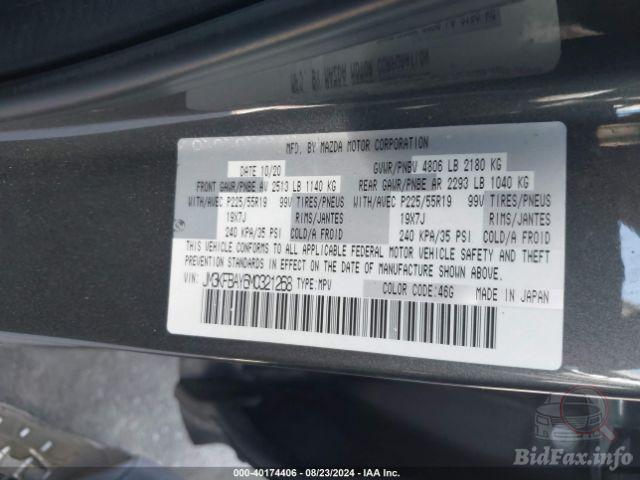 MFD. BY MAZDA MOTOR CORPORATION
DATE 10/20 GVWR/PNBV 4806 LB 2180 KG
FRONT GAWR/PNBE AV 2513 LB 1140 KG REAR GAWR/PNBE AR 2293 LB 1040 KG
WITH/AVEC P225/55R19 99V TIRES/PNEUS WITH/AVEC P225/55R19 99V TIRES/PNEUS
19X7J RIMS/JANTES 19X7J RIMS/JANTES
240 KPA/35 PSI COLD/A FROID 240 KPA/35 PSI COLD/A FROID
THIS VEHICLE CONFORMS TO ALL APPLICABLE FEDERAL MOTOR VEHICLE SAFETY AND THEFT
PREVENTION STANDARDS IN EFFECT ON THE DATE OF MANUFACTURE SHOWN ABOVE.
VIN: JM3KFBAY6M0321268 TYPE:MPV COLOR CODE:46G MADE IN JAPAN
000-40174406 - 08/23/2024 - IAA Inc.
BidFax.info